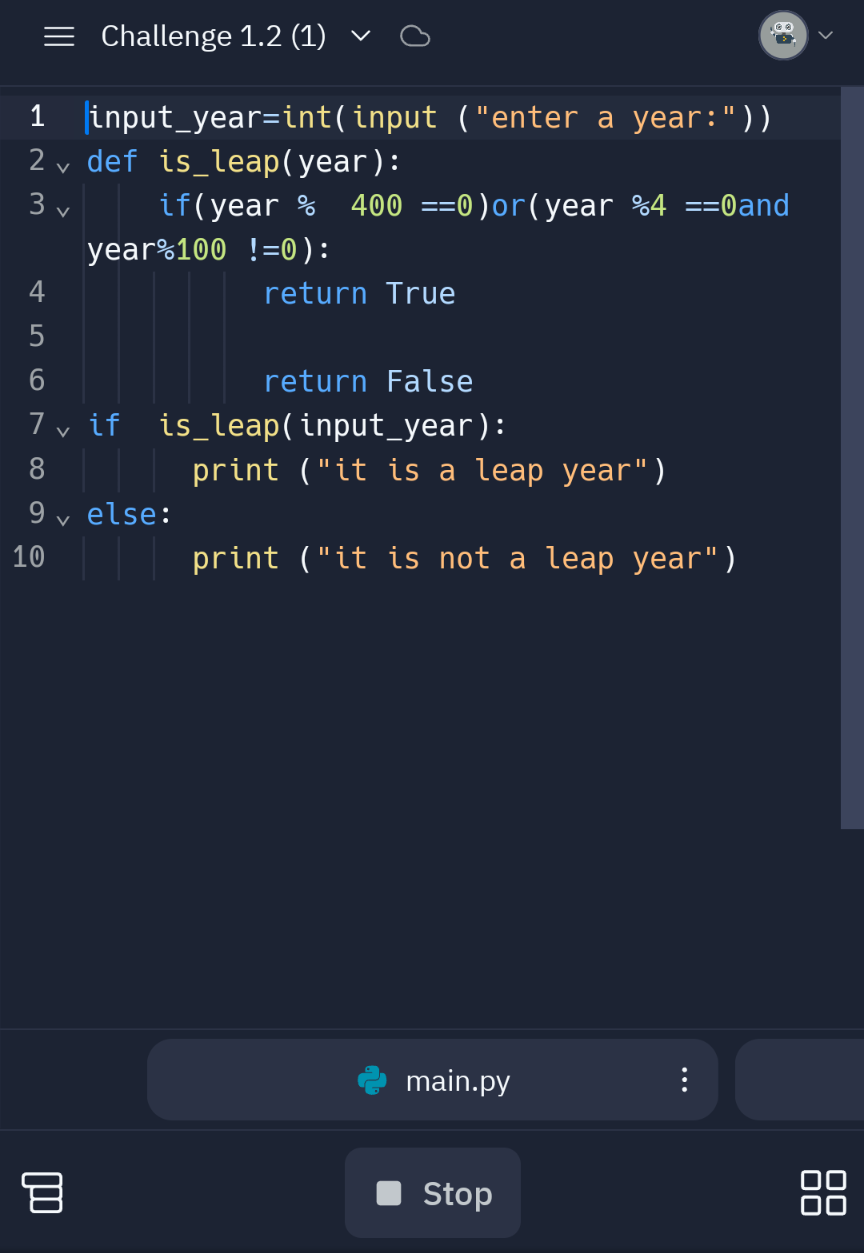 Challenge 1.2 (1)
1 input_year=int(input ("enter a year:"))
2 def is_leap(year):
3     if(year %  400 ==0)or(year %4 ==0and
year%100 !=0):
4           return True
5
6           return False
7 if  is_leap(input_year):
8       print ("it is a leap year")
9 else:
10       print ("it is not a leap year")
main.py
Stop